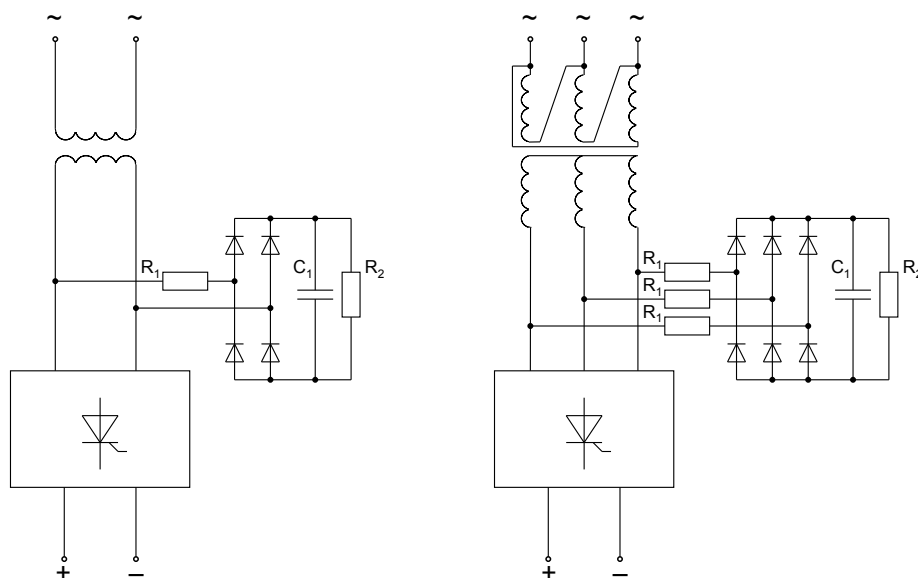 ~ ~ ~ ~ ~
R1 C1 R2
R1 C1 R2
R1
R1
+ − + −